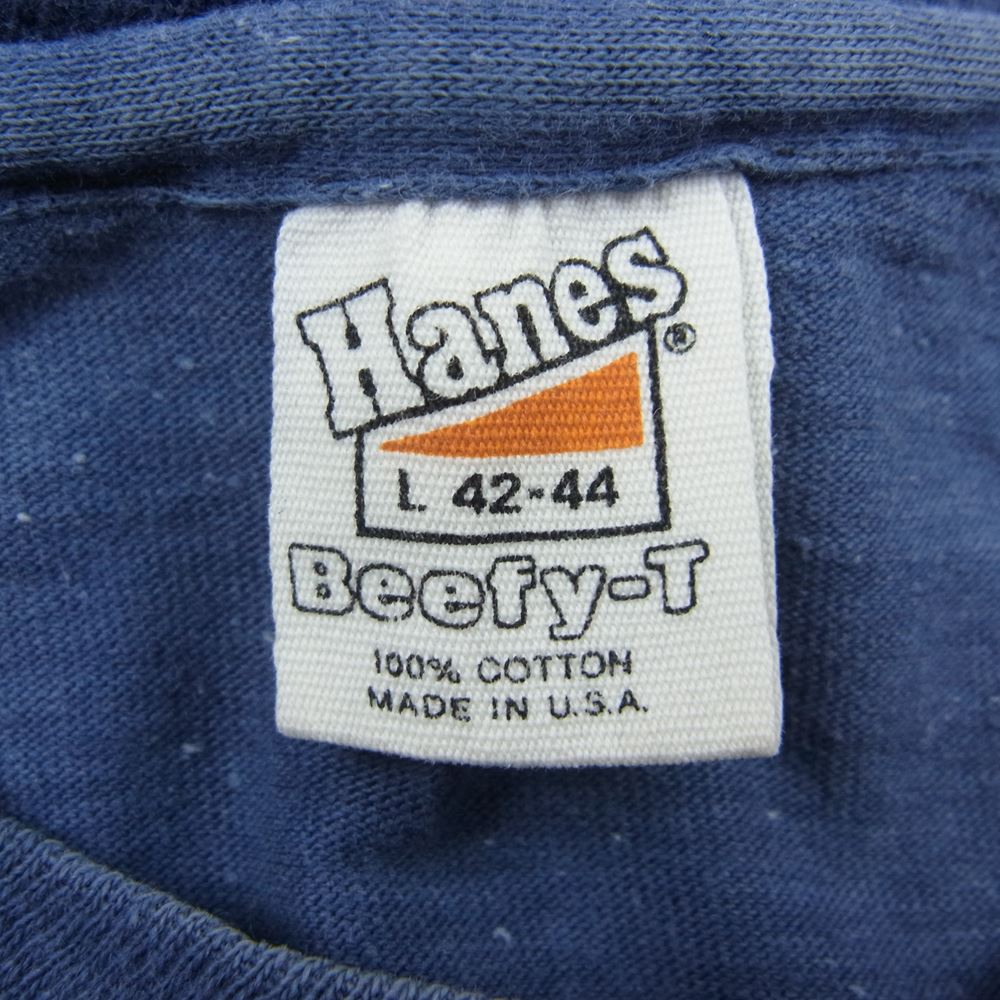 Hanes®
L 42-44
Beefy-T
100% COTTON
MADE IN U.S.A.